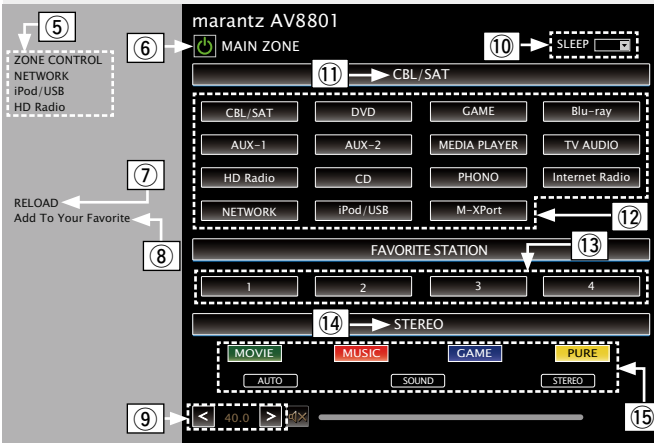 ⑤
ZONE CONTROL
NETWORK
iPod/USB
HD Radio
⑦
RELOAD
Add To Your Favorite
⑧
marantz AV8801
⑥ MAIN ZONE ⑩ SLEEP
⑪ CBL/SAT
CBL/SAT DVD GAME Blu-ray
AUX-1 AUX-2 MEDIA PLAYER TV AUDIO
HD Radio CD PHONO Internet Radio
NETWORK iPod/USB M-XPort ⑫
FAVORITE STATION ⑬
1 2 3 4
⑭ STEREO
MOVIE MUSIC GAME PURE
AUTO SOUND STEREO
⑨ < 40.0 > ⑮